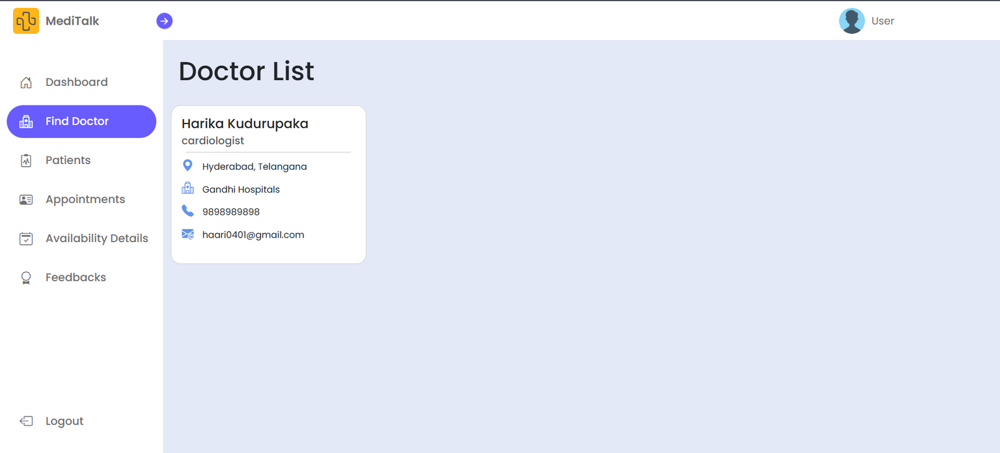 MediTalk
User
Dashboard
Find Doctor
Patients
Appointments
Availability Details
Feedbacks
Logout
Doctor List
Harika Kudurupaka
cardiologist
Hyderabad, Telangana
Gandhi Hospitals
9898989898
haari0401@gmail.com